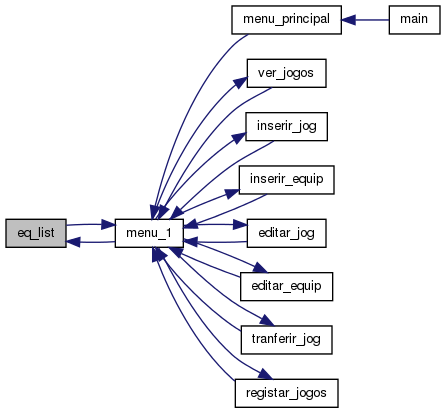 menu_principal
main
ver_jogos
inserir_jog
inserir_equip
eq_list
menu_1
editar_jog
editar_equip
tranferir_jog
registar_jogos